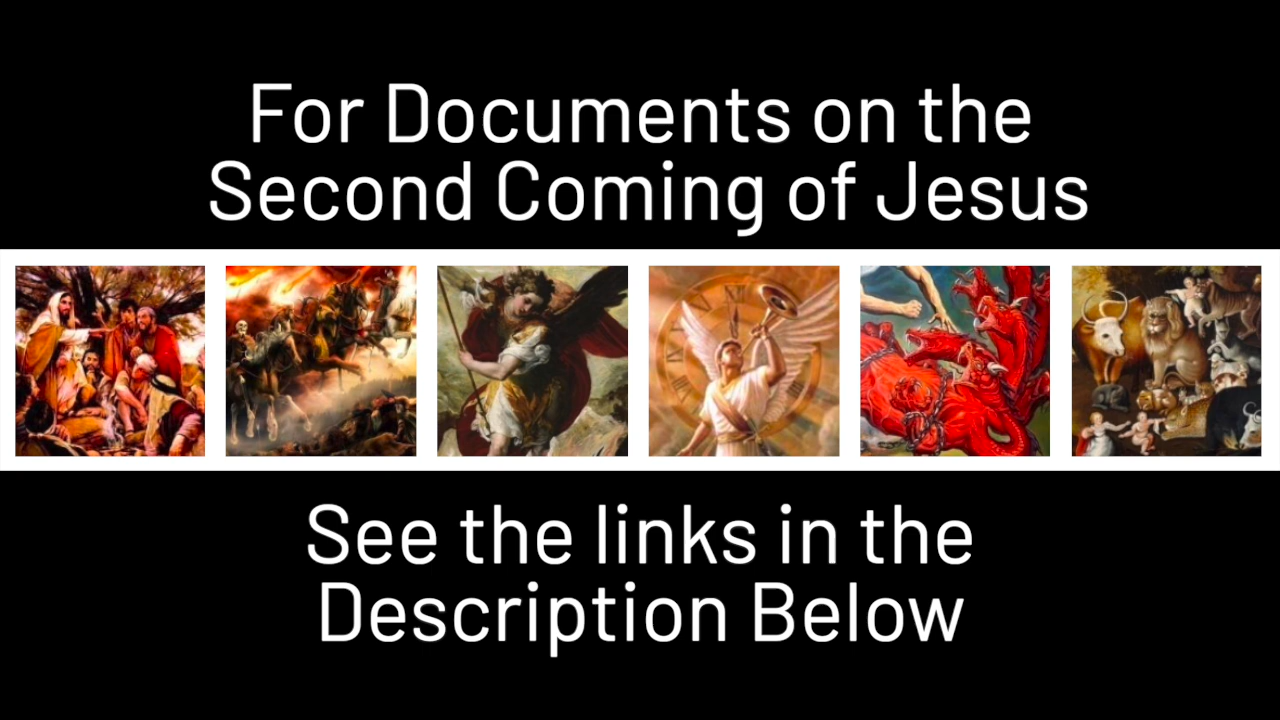 For Documents on the
Second Coming of Jesus
See the links in the
Description Below